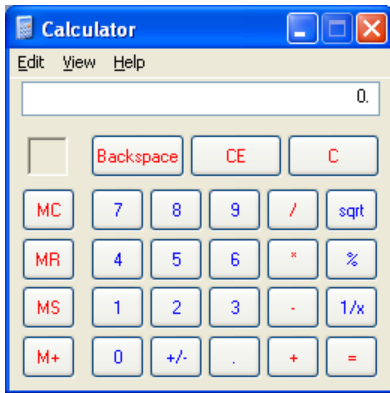 Calculator
Edit View Help
0.
Backspace CE C
MC 7 8 9 / sqrt
MR 4 5 6 * %
MS 1 2 3 - 1/x
M+ 0 +/- . + =